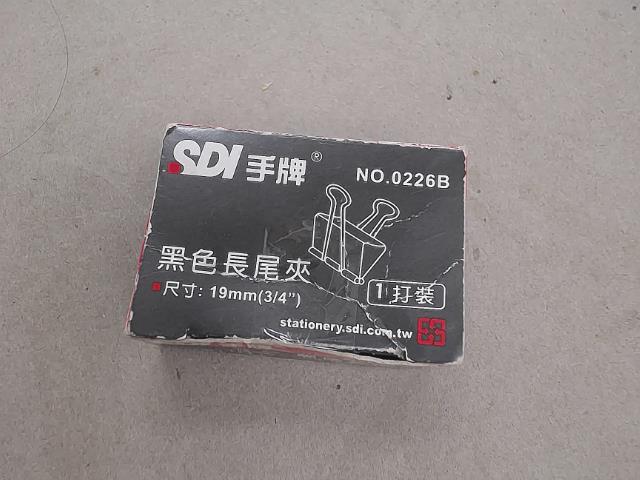 SDI 手牌®
NO.0226B
黑色長尾夾
尺寸: 19mm(3/4")
1打裝
stationery.sdi.com.tw